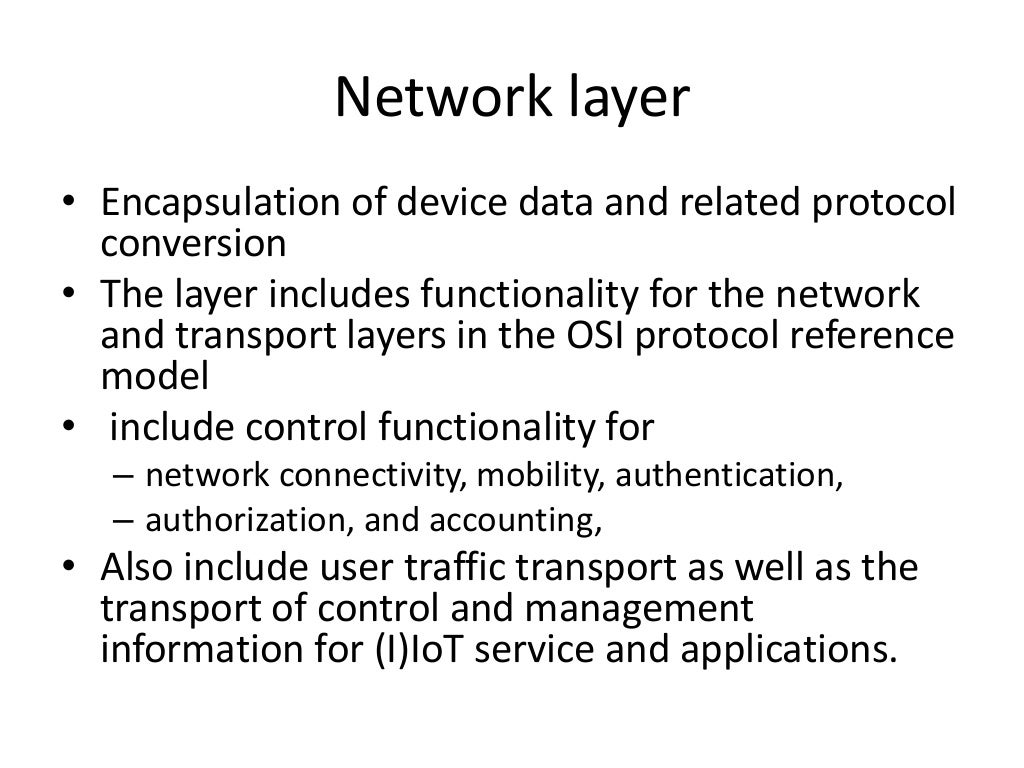 Network layer
• Encapsulation of device data and related protocol
conversion
• The layer includes functionality for the network
and transport layers in the OSI protocol reference
model
• include control functionality for
– network connectivity, mobility, authentication,
– authorization, and accounting,
• Also include user traffic transport as well as the
transport of control and management
information for (I)IoT service and applications.